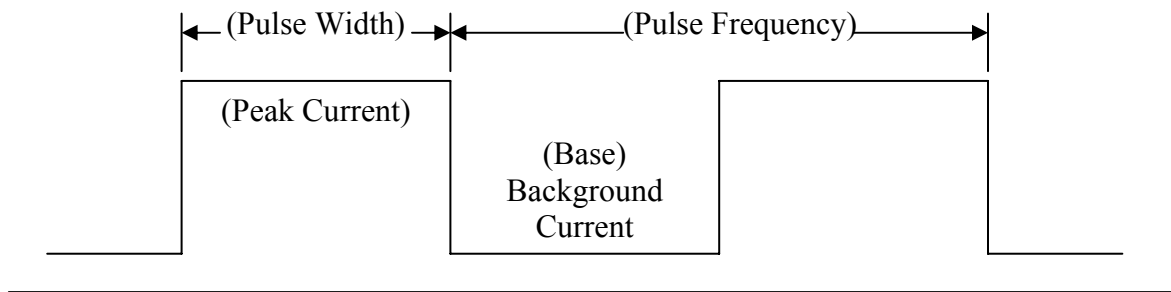 (Pulse Width)
(Pulse Frequency)
(Peak Current)
(Base)
Background
Current